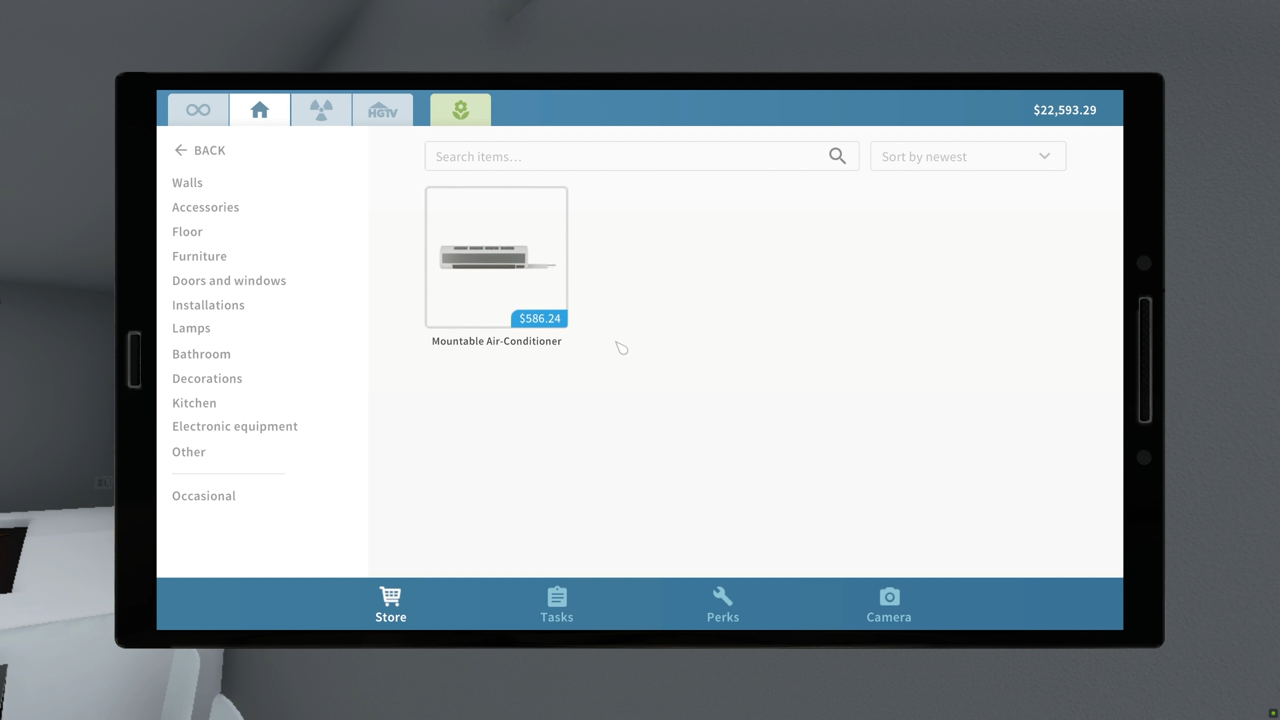 HGTV
$22,593.29
BACK
Search items...
Sort by newest
Walls
Accessories
Floor
Furniture
Doors and windows
Installations
Lamps
Bathroom
Decorations
Kitchen
Electronic equipment
Other
Occasional
$586.24
Mountable Air-Conditioner
Store
Tasks
Perks
Camera